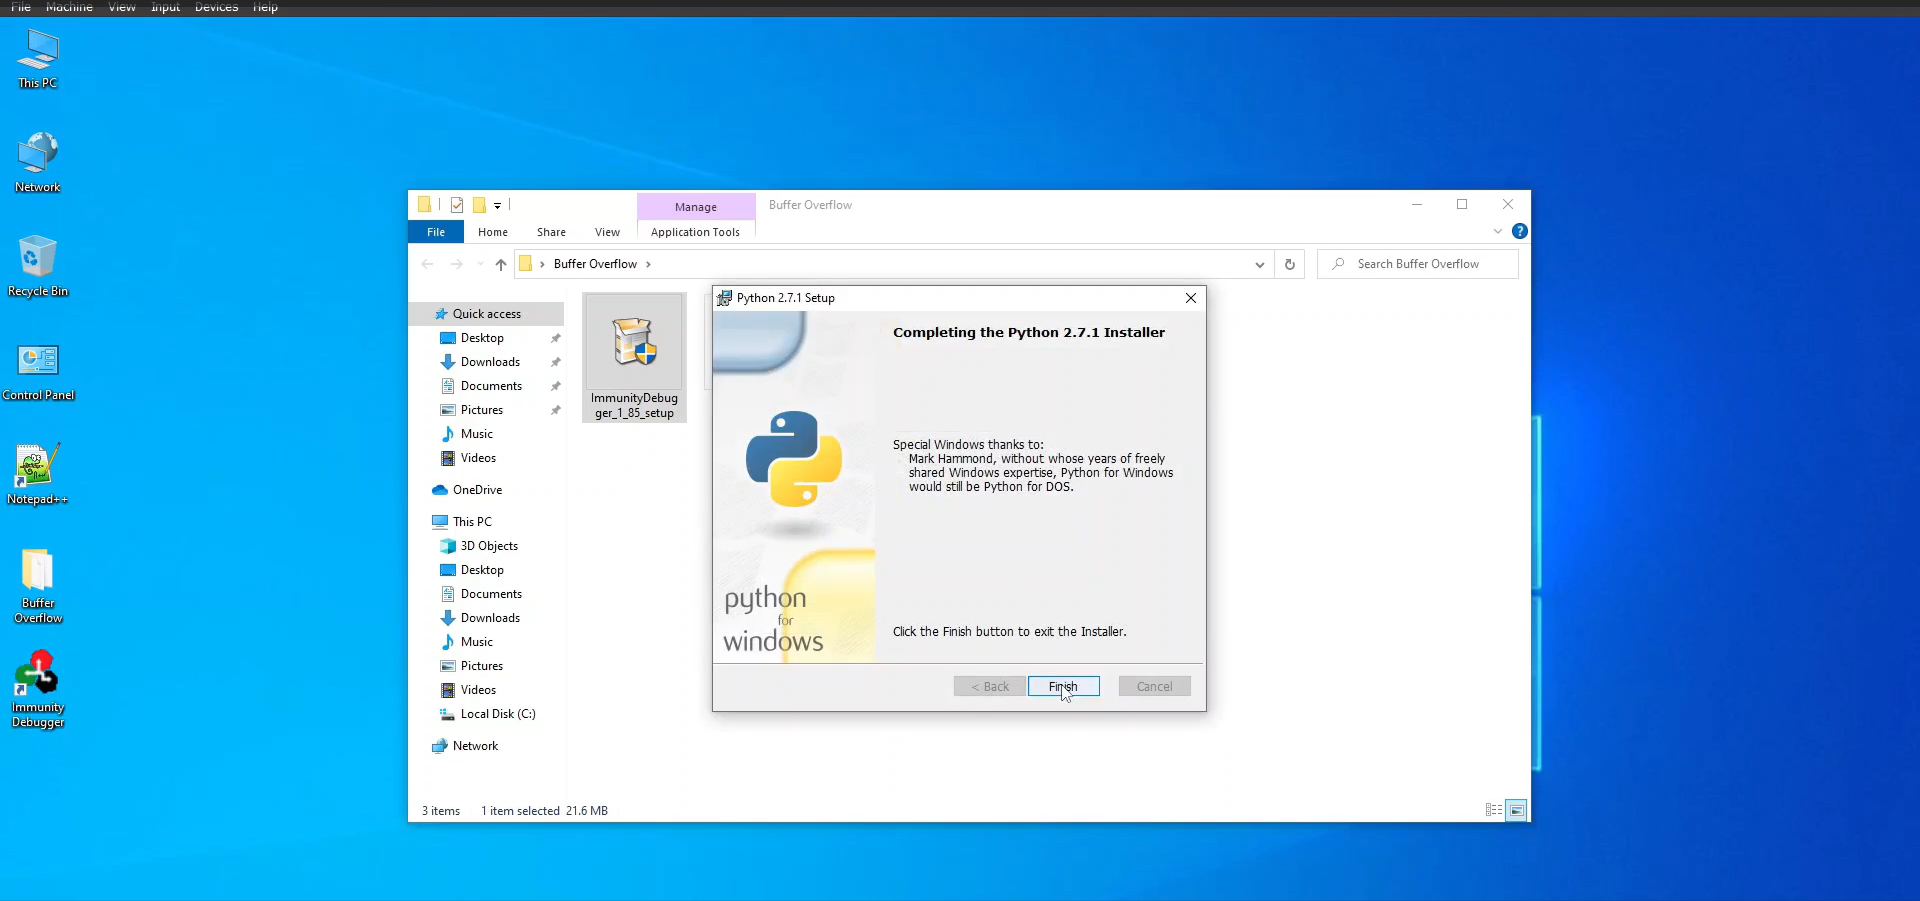 File Machine View Input Devices Help
This PC
Network
Recycle Bin
Control Panel
Notepad++
Buffer
Overflow
Immunity
Debugger
Manage
Buffer Overflow
File Home Share View Application Tools
Buffer Overflow
Search Buffer Overflow
Quick access
Desktop
Downloads
Documents
Pictures
Music
Videos
OneDrive
This PC
3D Objects
Desktop
Documents
Downloads
Music
Pictures
Videos
Local Disk (C:)
Network
ImmunityDebug
ger_1_85_setup
3 items 1 item selected 21.6 MB
Python 2.7.1 Setup
Completing the Python 2.7.1 Installer
Special Windows thanks to:
Mark Hammond, without whose years of freely
shared Windows expertise, Python for Windows
would still be Python for DOS.
python
for
windows
Click the Finish button to exit the Installer.
< Back Finish Cancel